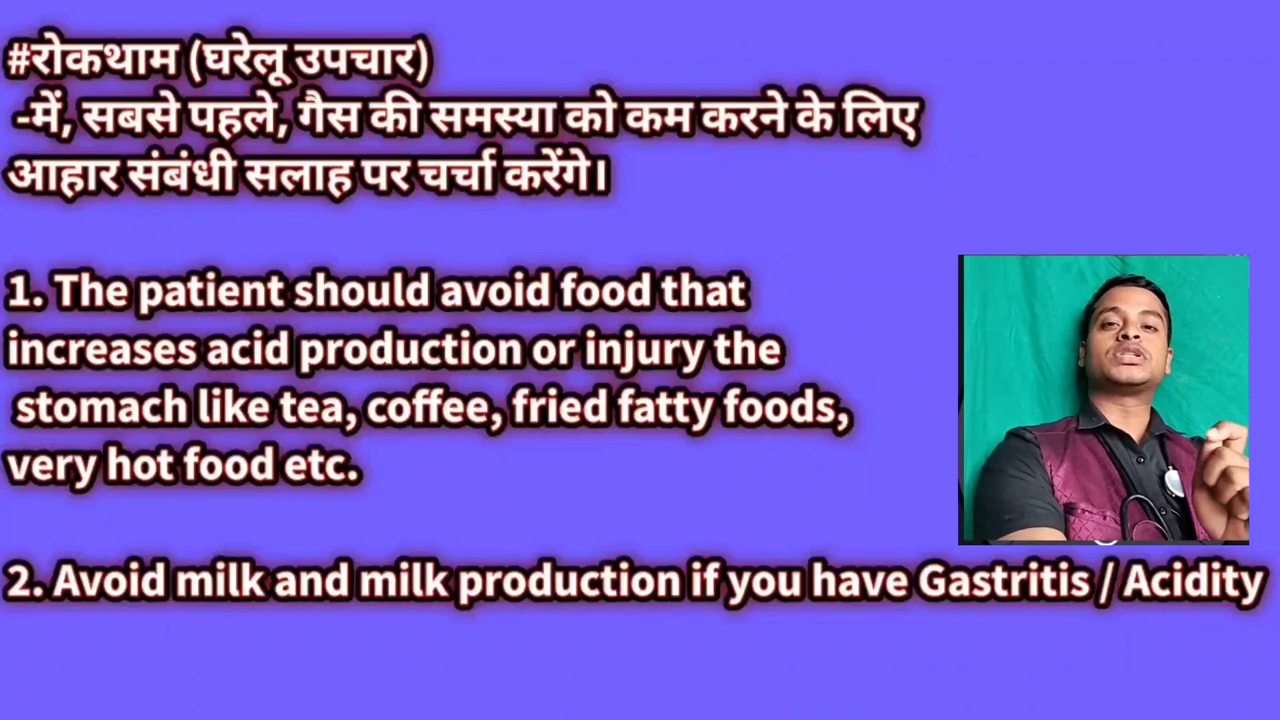 #रोकथाम (घरेलू उपचार)
-में, सबसे पहले, गैस की समस्या को कम करने के लिए
आहार संबंधी सलाह पर चर्चा करेंगे।
1. The patient should avoid food that
increases acid production or injury the
stomach like tea, coffee, fried fatty foods,
very hot food etc.
2. Avoid milk and milk production if you have Gastritis / Acidity